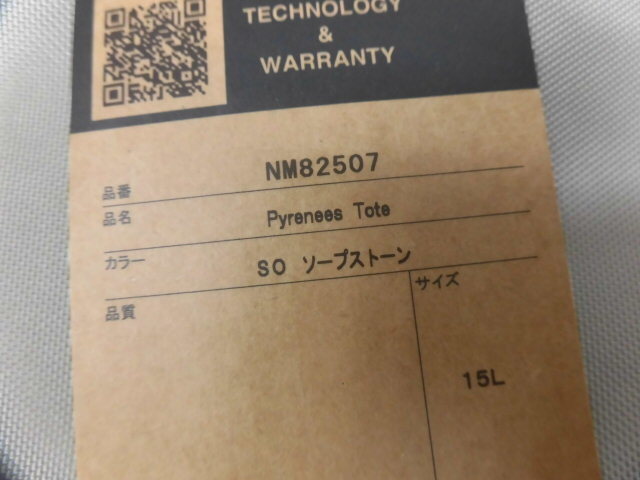 TECHNOLOGY
&
WARRANTY
品番 NM82507
品名 Pyrenees Tote
カラー SO ソープストーン
品質
サイズ
15L